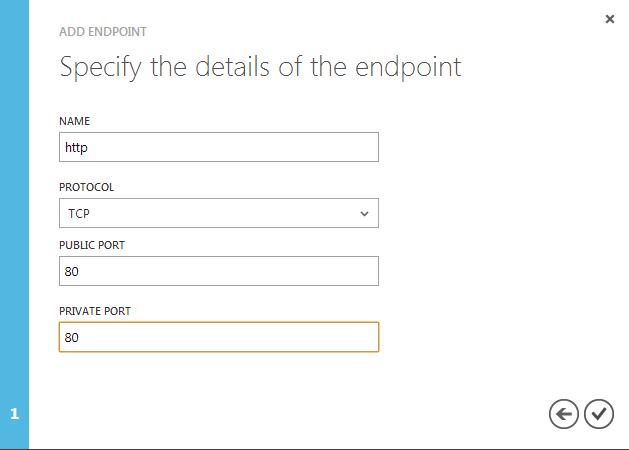 ADD ENDPOINT
Specify the details of the endpoint
NAME
http
PROTOCOL
TCP
PUBLIC PORT
80
PRIVATE PORT
80
1